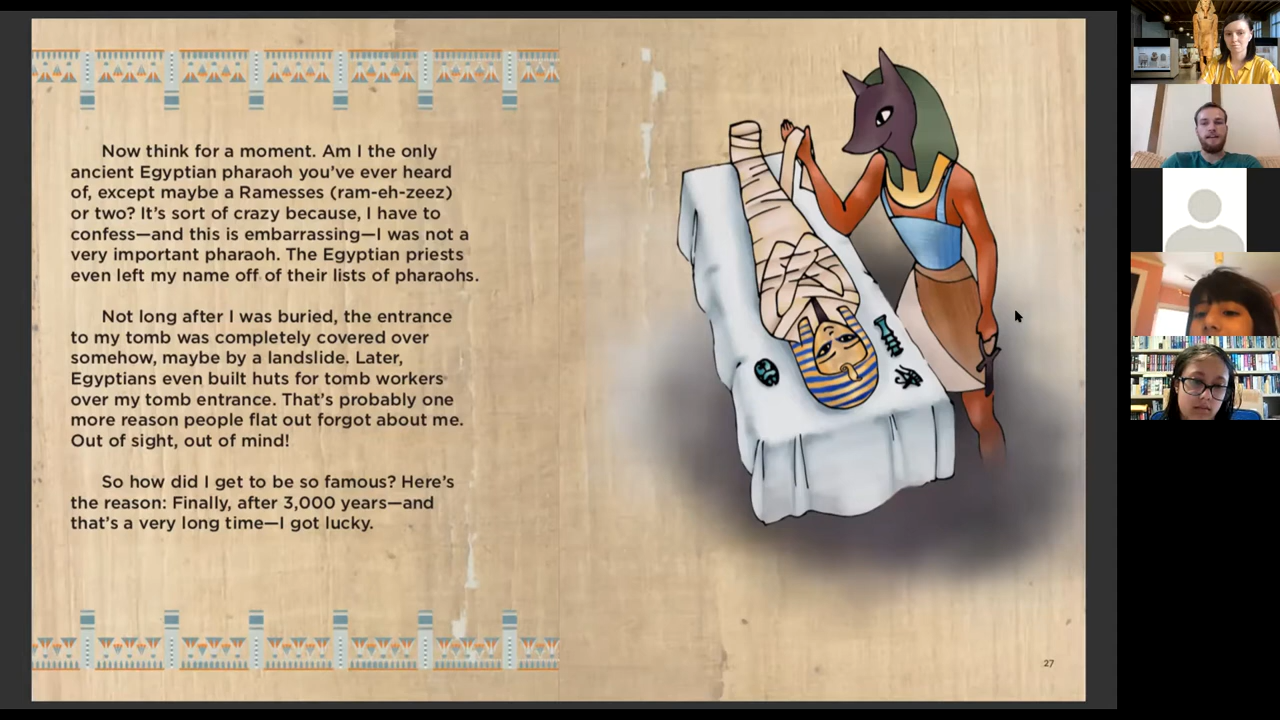 Now think for a moment. Am I the only
ancient Egyptian pharaoh you've ever heard
of, except maybe a Ramesses (ram-eh-zeez)
or two? It's sort of crazy because, I have to
confess—and this is embarrassing—I was not a
very important pharaoh. The Egyptian priests
even left my name off of their lists of pharaohs.
Not long after I was buried, the entrance
to my tomb was completely covered over
somehow, maybe by a landslide. Later,
Egyptians even built huts for tomb workers
over my tomb entrance. That's probably one
more reason people flat out forgot about me.
Out of sight, out of mind!
So how did I get to be so famous? Here's
the reason: Finally, after 3,000 years—and
that's a very long time—I got lucky.
27